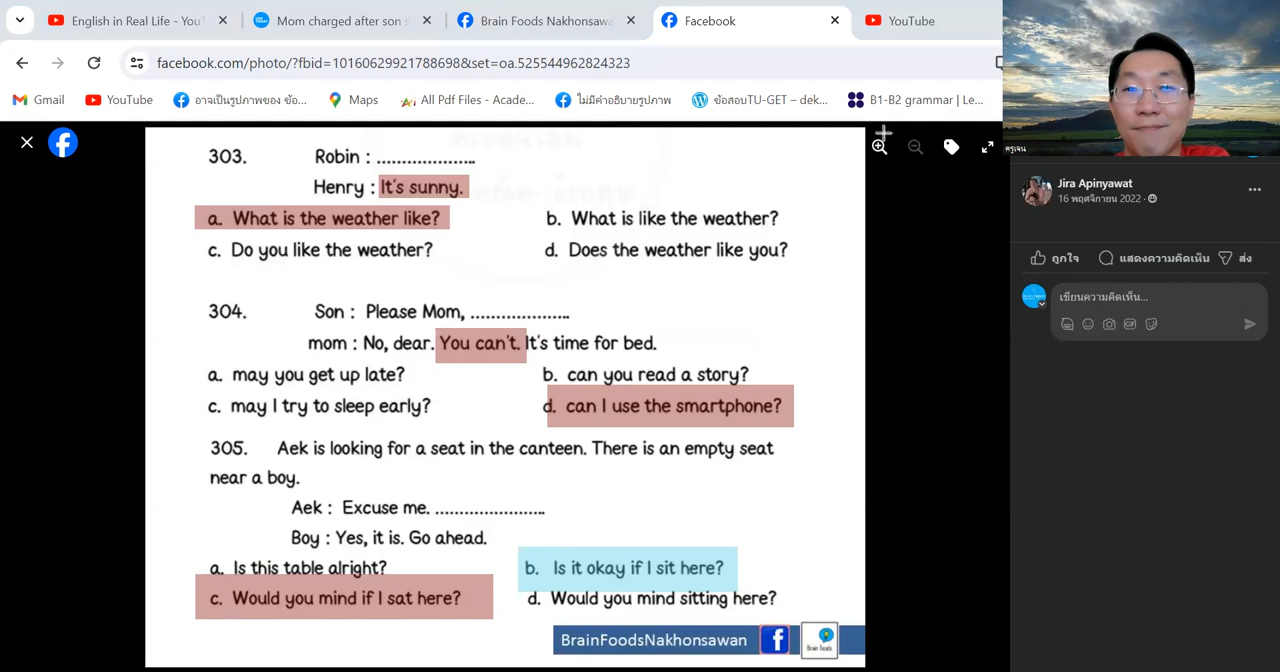 English in Real Life - YouT
Mom charged after son s
Brain Foods Nakhonsawa
Facebook
YouTube
facebook.com/photo/?fbid=10160629921788698&set=oa.525544962824323
Gmail
YouTube
อาจเป็นรูปภาพของ ข้อ...
Maps
All Pdf Files - Acade...
ไม่มีคำอธิบายรูปภาพ
ข้อสอบTU-GET – dek...
B1-B2 grammar | Le...
303. Robin : ....................
Henry : It's sunny.
a. What is the weather like?
b. What is like the weather?
c. Do you like the weather?
d. Does the weather like you?
304. Son : Please Mom, ....................
mom : No, dear. You can't. It's time for bed.
a. may you get up late?
b. can you read a story?
c. may I try to sleep early?
d. can I use the smartphone?
305. Aek is looking for a seat in the canteen. There is an empty seat
near a boy.
Aek : Excuse me. ......................
Boy : Yes, it is. Go ahead.
a. Is this table alright?
b. Is it okay if I sit here?
c. Would you mind if I sat here?
d. Would you mind sitting here?
BrainFoodsNakhonsawan
Brain Foods
ครูเจน
Jira Apinyawat
16 พฤศจิกายน 2022 ·
ถูกใจ
แสดงความคิดเห็น
ส่ง
เขียนความคิดเห็น...
GIF